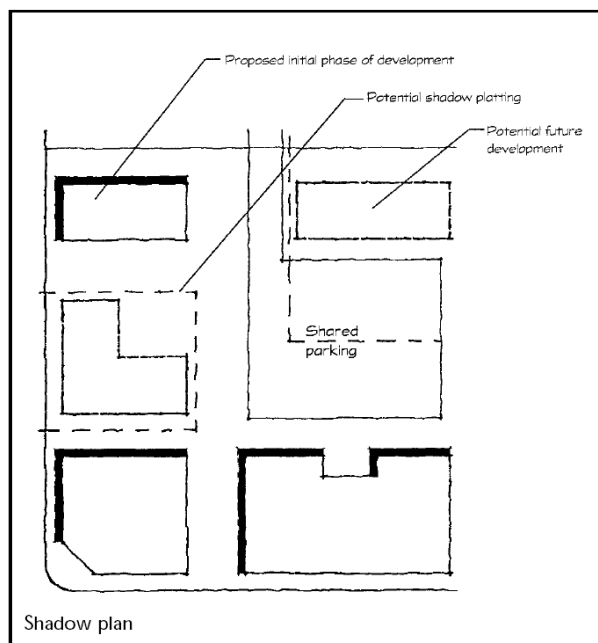 Proposed initial phase of development
Potential shadow platting
Potential future
development
Shared
parking
Shadow plan